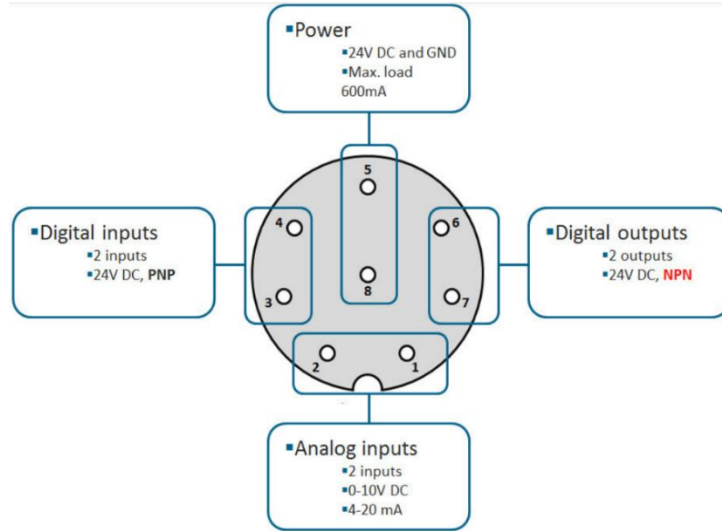 ▪Power
▪24V DC and GND
▪Max. load
600mA
5
4
6
▪Digital inputs
▪2 inputs
▪24V DC, PNP
▪Digital outputs
▪2 outputs
▪24V DC, NPN
8
3
7
2
1
▪Analog inputs
▪2 inputs
▪0-10V DC
▪4-20 mA